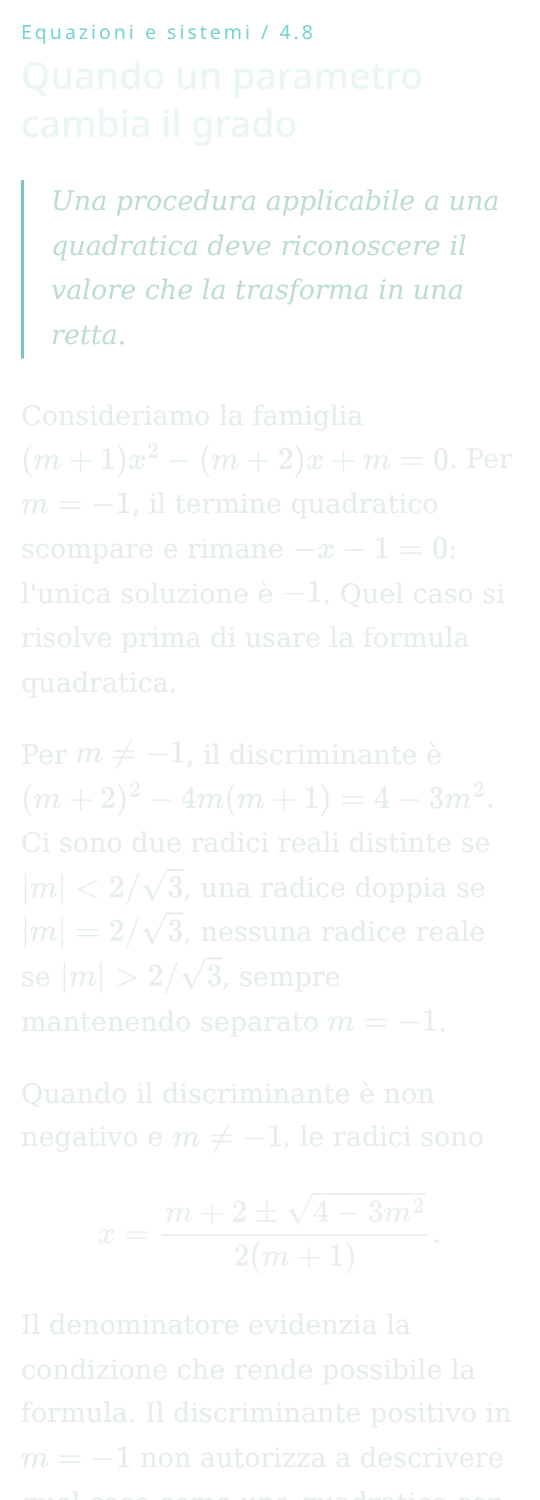 Equazioni e sistemi / 4.8
Quando un parametro
cambia il grado
Una procedura applicabile a una
quadratica deve riconoscere il
valore che la trasforma in una
retta.
Consideriamo la famiglia
(m + 1)x² − (m + 2)x + m = 0. Per
m = −1, il termine quadratico
scompare e rimane −x − 1 = 0:
l'unica soluzione è −1. Quel caso si
risolve prima di usare la formula
quadratica.
Per m ≠ −1, il discriminante è
(m + 2)² − 4m(m + 1) = 4 − 3m².
Ci sono due radici reali distinte se
|m| < 2/√3, una radice doppia se
|m| = 2/√3, nessuna radice reale
se |m| > 2/√3, sempre
mantenendo separato m = −1.
Quando il discriminante è non
negativo e m ≠ −1, le radici sono
x = (m + 2 ± √(4 − 3m²)) / (2(m + 1)).
Il denominatore evidenzia la
condizione che rende possibile la
formula. Il discriminante positivo in
m = −1 non autorizza a descrivere